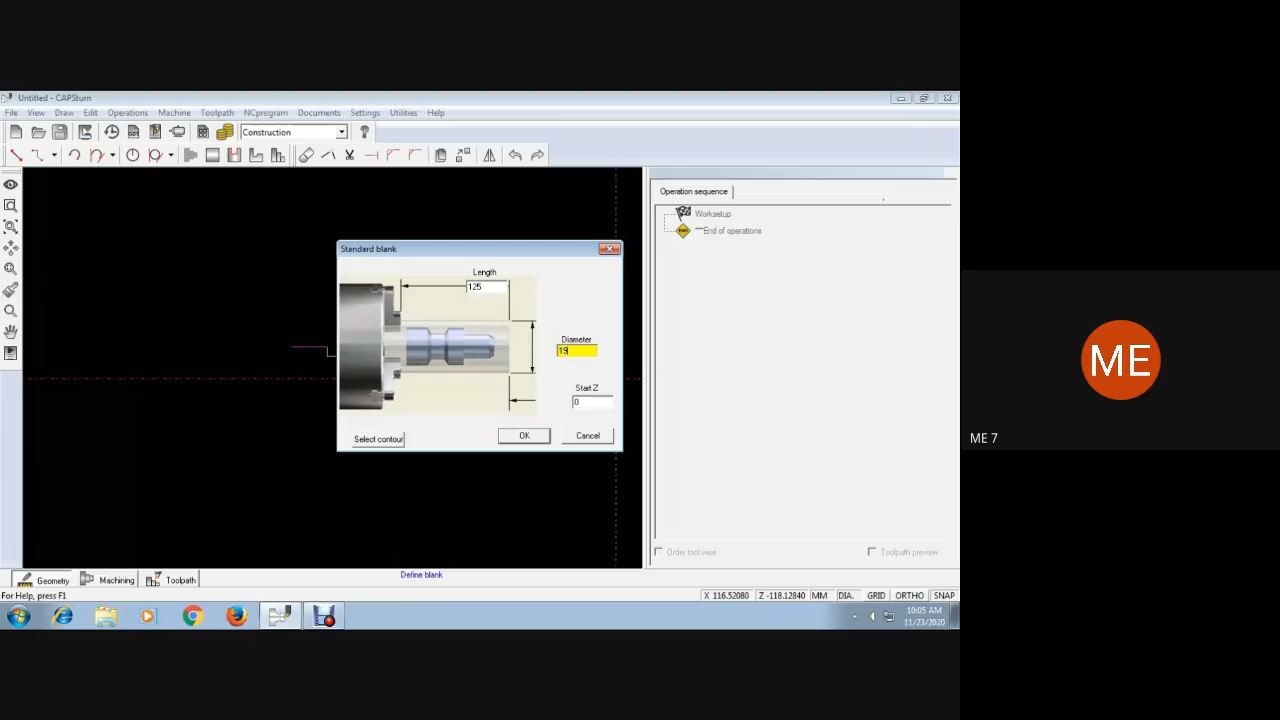 Untitled - CAPSturn
File View Draw Edit Operations Machine Toolpath NCprogram Documents Settings Utilities Help
Construction
Operation sequence
Worksetup
***End of operations
Standard blank
Length
125
Diameter
19
Start Z
0
Select contour
OK
Cancel
Order tool wise
Toolpath preview
Geometry Machining Toolpath
Define blank
For Help, press F1
X 116.52080 Z -118.12840 MM DIA. GRID ORTHO SNAP
10:05 AM
11/23/2020
ME
ME 7